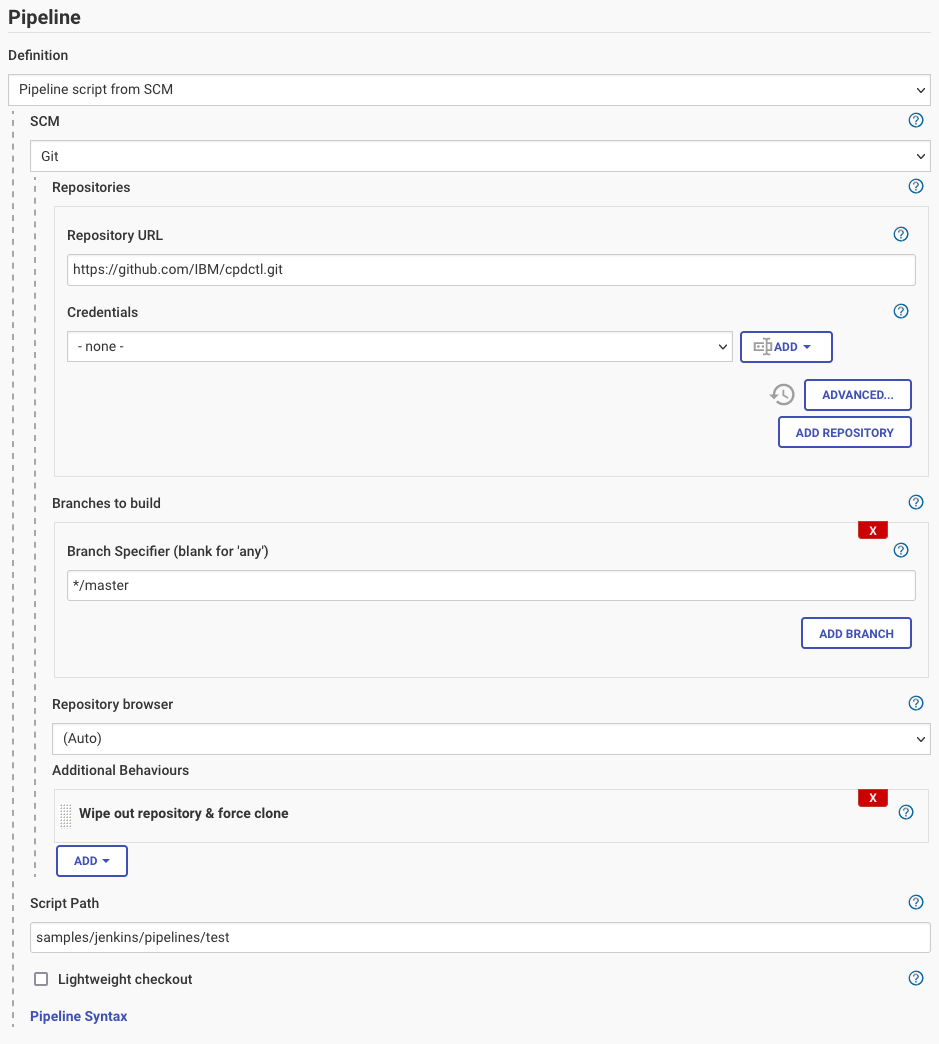 Pipeline
Definition
Pipeline script from SCM
SCM
Git
Repositories
Repository URL
https://github.com/IBM/cpdctl.git
Credentials
- none -
ADD
ADVANCED...
ADD REPOSITORY
Branches to build
X
Branch Specifier (blank for 'any')
*/master
ADD BRANCH
Repository browser
(Auto)
Additional Behaviours
X
Wipe out repository & force clone
ADD
Script Path
samples/jenkins/pipelines/test
Lightweight checkout
Pipeline Syntax